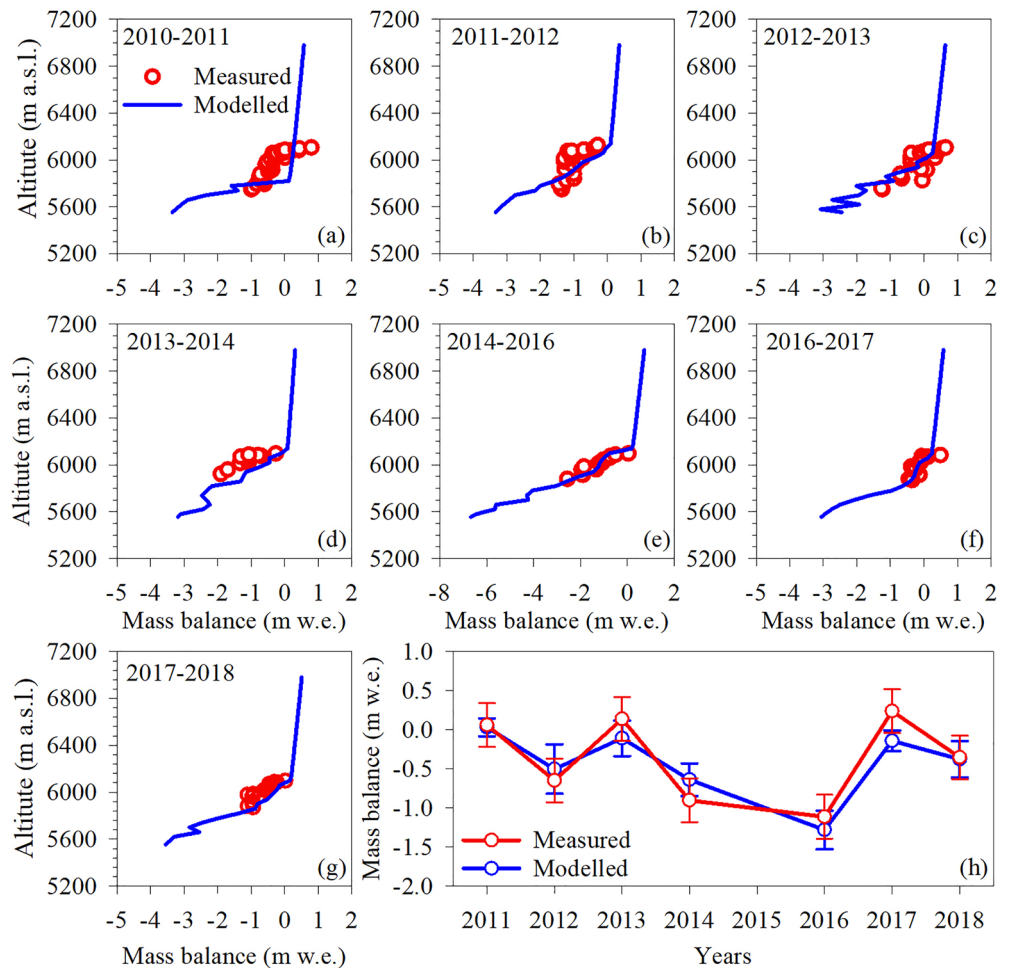 2010-2011
Measured
Modelled
Altitute (m a.s.l.)
7200
6800
6400
6000
5600
5200
(a)
-5 -4 -3 -2 -1 0 1 2
2011-2012
7200
6800
6400
6000
5600
5200
(b)
-5 -4 -3 -2 -1 0 1 2
2012-2013
7200
6800
6400
6000
5600
5200
(c)
-5 -4 -3 -2 -1 0 1 2
2013-2014
Altitute (m a.s.l.)
7200
6800
6400
6000
5600
5200
(d)
-5 -4 -3 -2 -1 0 1 2
Mass balance (m w.e.)
2014-2016
7200
6800
6400
6000
5600
5200
(e)
-8 -6 -4 -2 0 2
Mass balance (m w.e.)
2016-2017
7200
6800
6400
6000
5600
5200
(f)
-5 -4 -3 -2 -1 0 1 2
Mass balance (m w.e.)
2017-2018
Altitute (m a.s.l.)
7200
6800
6400
6000
5600
5200
(g)
-5 -4 -3 -2 -1 0 1 2
Mass balance (m w.e.)
Mass balance (m w.e.)
1.0
0.5
0.0
-0.5
-1.0
-1.5
-2.0
Measured
Modelled
(h)
2011 2012 2013 2014 2015 2016 2017 2018
Years